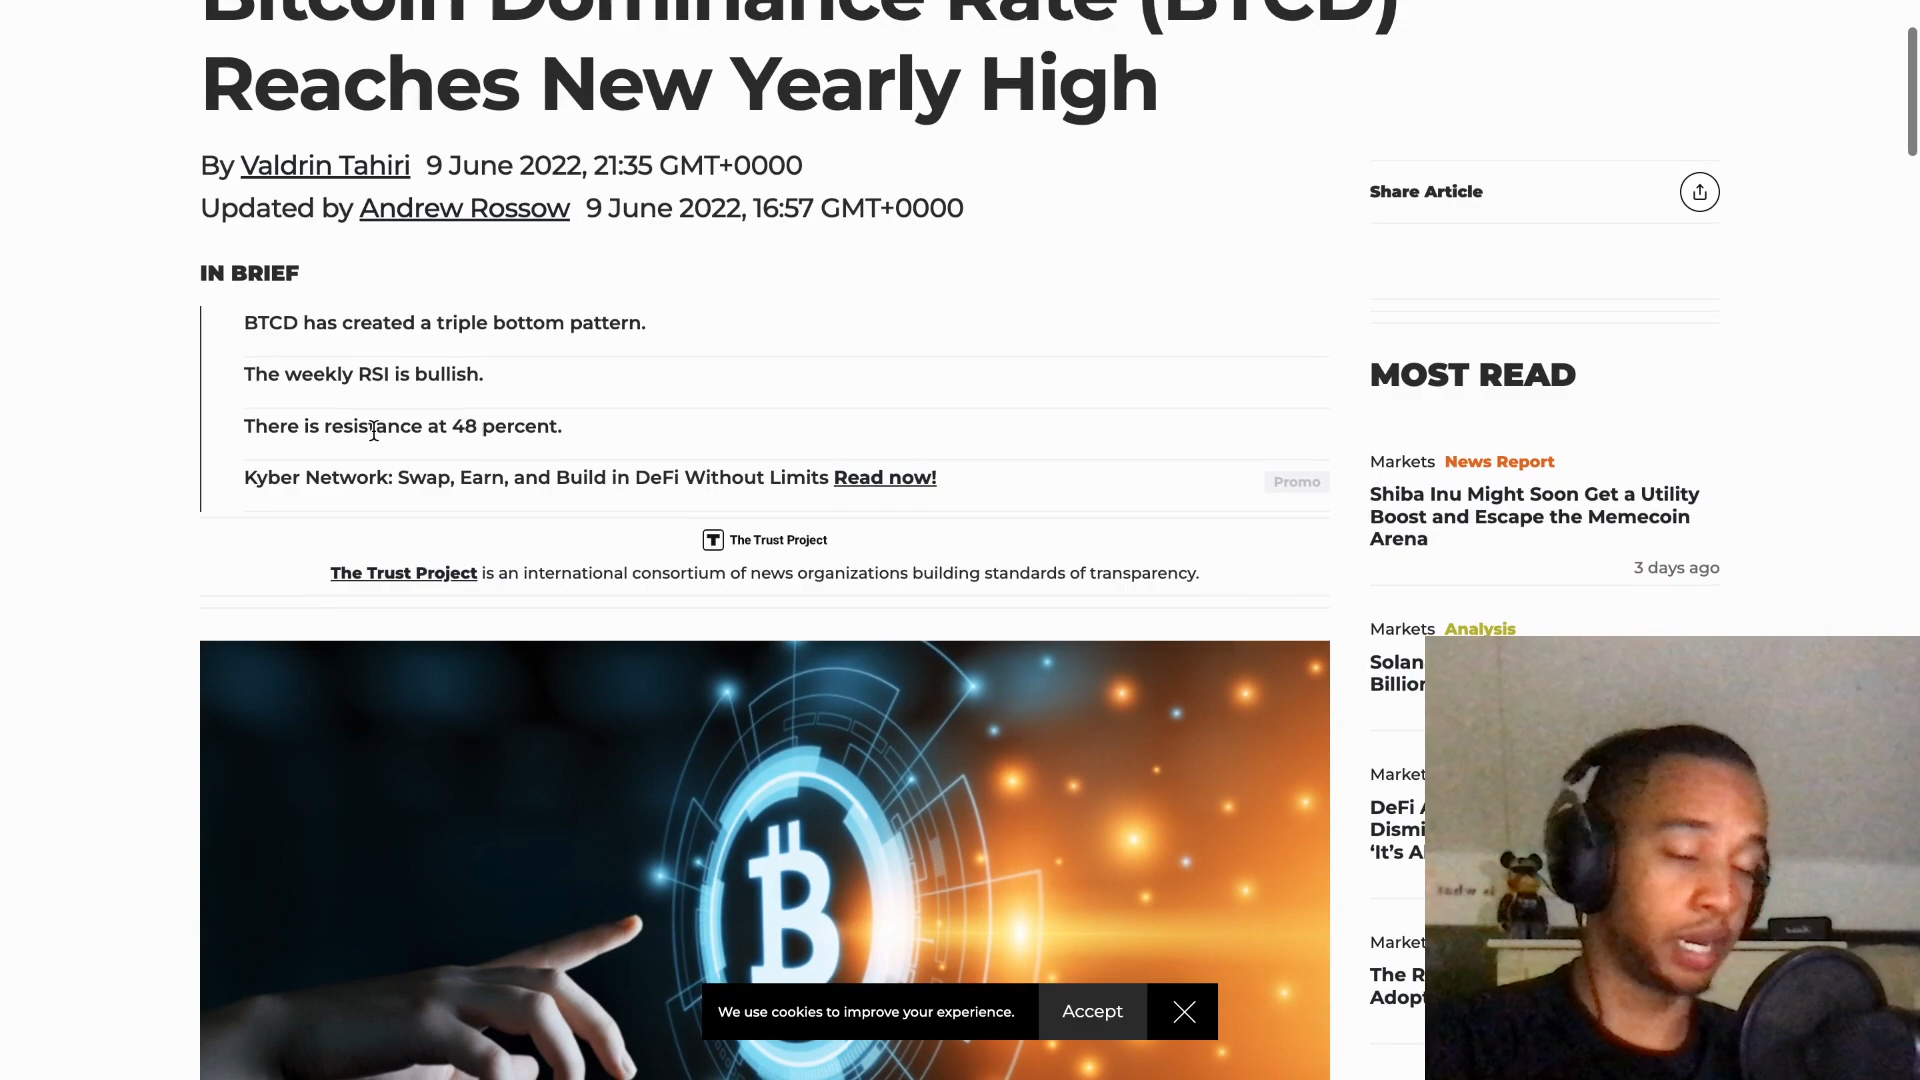 Bitcoin Dominance Rate (BTCD)
Reaches New Yearly High
By Valdrin Tahiri 9 June 2022, 21:35 GMT+0000
Updated by Andrew Rossow 9 June 2022, 16:57 GMT+0000
IN BRIEF
BTCD has created a triple bottom pattern.
The weekly RSI is bullish.
There is resistance at 48 percent.
Kyber Network: Swap, Earn, and Build in DeFi Without Limits Read now!
Promo
The Trust Project
The Trust Project is an international consortium of news organizations building standards of transparency.
We use cookies to improve your experience.
Accept
Share Article
MOST READ
Markets News Report
Shiba Inu Might Soon Get a Utility
Boost and Escape the Memecoin
Arena
3 days ago
Markets Analysis
Solan
Billion
Market
DeFi
Dismi
'It's A
Market
The R
Adopt